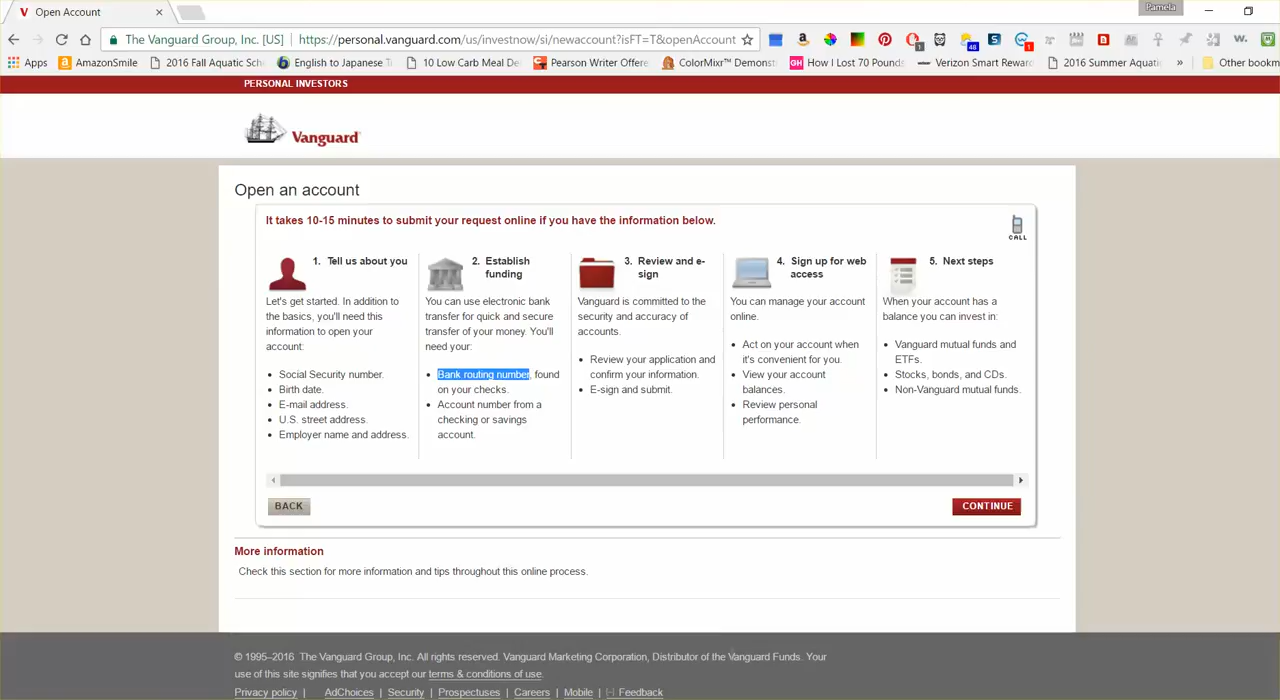 Open Account
Pamela
The Vanguard Group, Inc. [US] | https://personal.vanguard.com/us/investnow/si/newaccount?isFT=T&openAccount
Apps AmazonSmile 2016 Fall Aquatic Sch English to Japanese T 10 Low Carb Meal De Pearson Writer Offere ColorMixr™ Demonst How I Lost 70 Pounds Verizon Smart Reward 2016 Summer Aquati » Other bookm
PERSONAL INVESTORS
Vanguard
Open an account
It takes 10-15 minutes to submit your request online if you have the information below.
CALL
1. Tell us about you
Let's get started. In addition to
the basics, you'll need this
information to open your
account:
• Social Security number.
• Birth date.
• E-mail address.
• U.S. street address.
• Employer name and address.
2. Establish
funding
You can use electronic bank
transfer for quick and secure
transfer of your money. You'll
need your:
• Bank routing number, found
on your checks.
• Account number from a
checking or savings
account.
3. Review and e-
sign
Vanguard is committed to the
security and accuracy of
accounts.
• Review your application and
confirm your information.
• E-sign and submit.
4. Sign up for web
access
You can manage your account
online.
• Act on your account when
it's convenient for you.
• View your account
balances.
• Review personal
performance.
5. Next steps
When your account has a
balance you can invest in:
• Vanguard mutual funds and
ETFs.
• Stocks, bonds, and CDs.
• Non-Vanguard mutual funds.
BACK
CONTINUE
More information
Check this section for more information and tips throughout this online process.
© 1995–2016 The Vanguard Group, Inc. All rights reserved. Vanguard Marketing Corporation, Distributor of the Vanguard Funds. Your
use of this site signifies that you accept our terms & conditions of use.
Privacy policy | AdChoices | Security | Prospectuses | Careers | Mobile | [-] Feedback